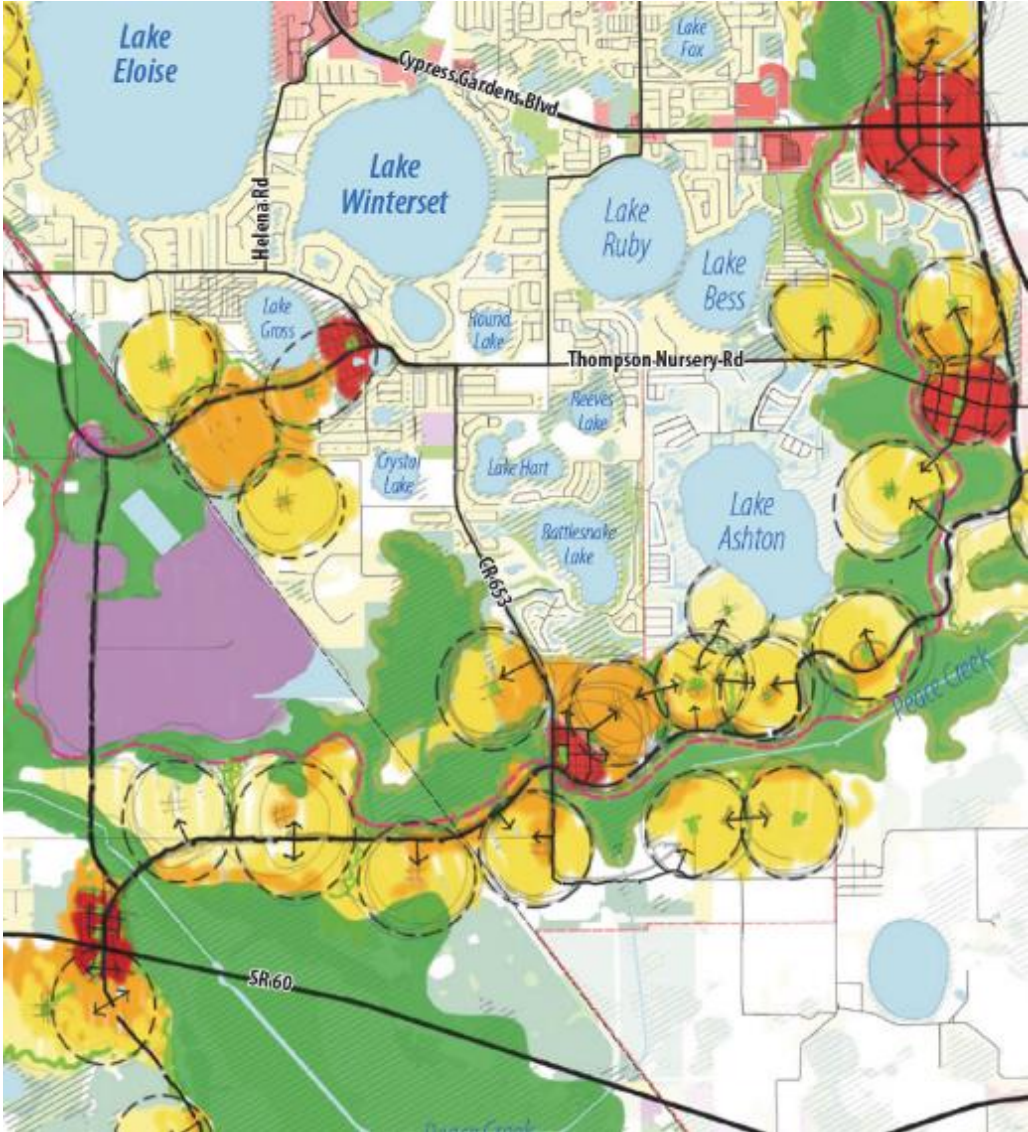 Lake
Eloise
Lake
Fox
Cypress Gardens Blvd
Lake
Winterset
Helena Rd
Lake
Ruby
Lake
Bess
Lake
Gross
Round
Lake
Thompson Nursery Rd
Reeves
Lake
Crystal
Lake
Lake Hart
Lake
Ashton
Rattlesnake
Lake
CR 653
Peace Creek
SR 60
Peace Creek